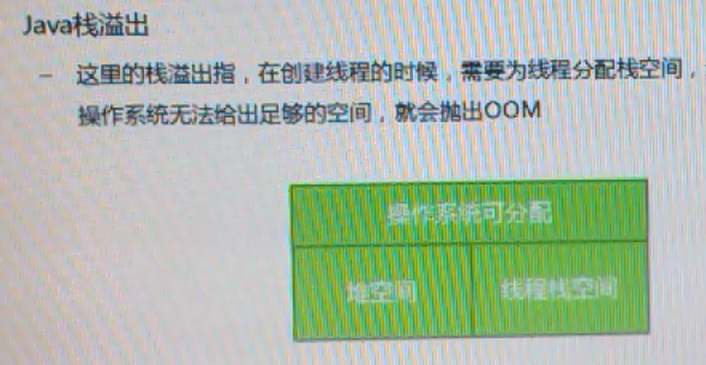 Java栈溢出
– 这里的栈溢出指，在创建线程的时候，需要为线程分配栈空间，
操作系统无法给出足够的空间，就会抛出OOM
操作系统可分配
堆空间 线程栈空间